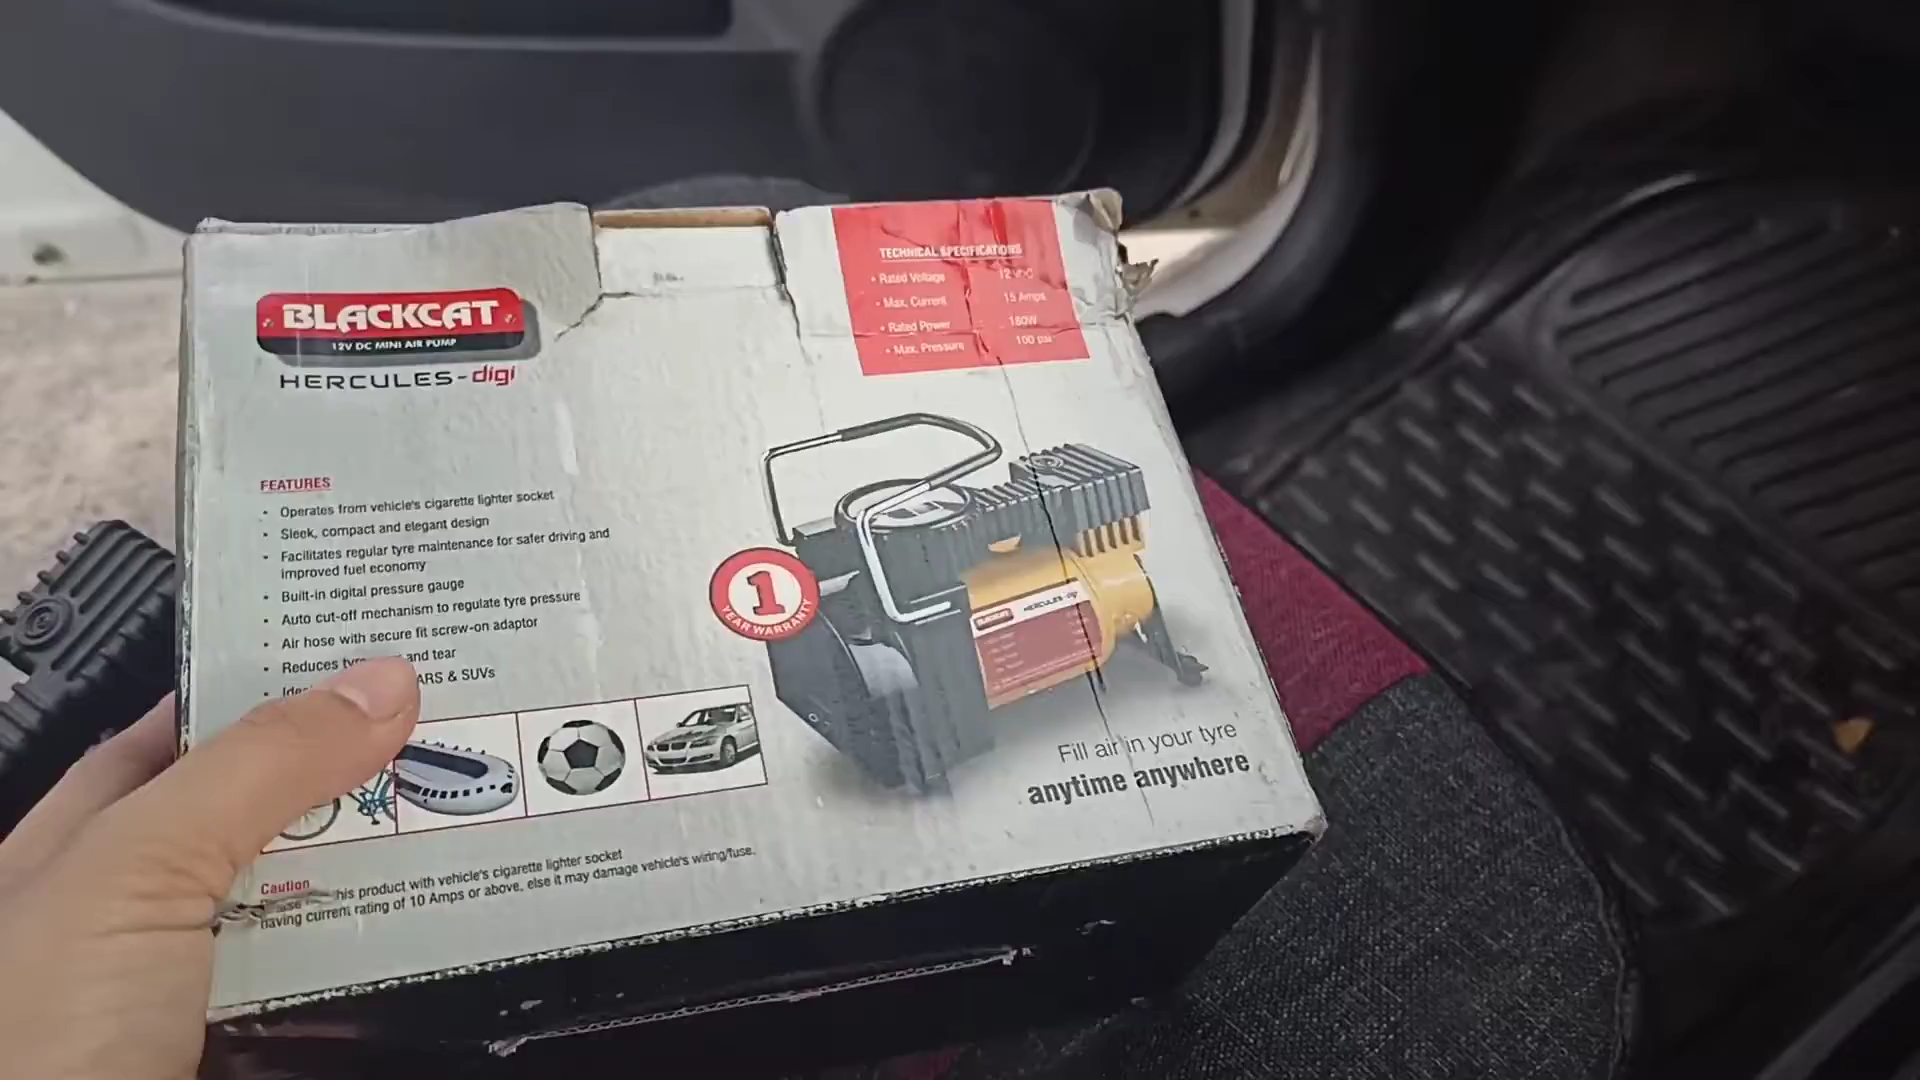 BLACKCAT
12V DC MINI AIR PUMP
HERCULES-digi
TECHNICAL SPECIFICATIONS
• Rated Voltage 12 VDC
• Max. Current 15 Amps
• Rated Power 180W
• Max. Pressure 100 psi
FEATURES
• Operates from vehicle's cigarette lighter socket
• Sleek, compact and elegant design
• Facilitates regular tyre maintenance for safer driving and
improved fuel economy
• Built-in digital pressure gauge
• Auto cut-off mechanism to regulate tyre pressure
• Air hose with secure fit screw-on adaptor
• Reduces and tear
• & SUVs
1
YEAR WARRANTY
BLACKCAT HERCULES-digi
Fill air in your tyre
anytime anywhere
Caution
this product with vehicle's cigarette lighter socket
having current rating of 10 Amps or above, else it may damage vehicle's wiring/fuse.